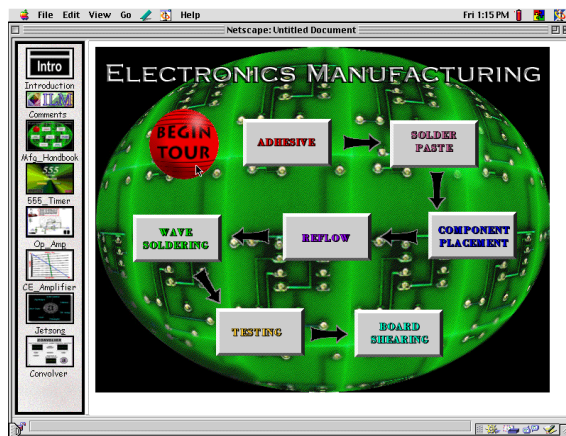 File Edit View Go Help Fri 1:15 PM
Netscape: Untitled Document
Intro
Introduction
Comments
Mfg_Handbook
555
555_Timer
Op_Amp
CE_Amplifier
Jetsong
Convolver
ELECTRONICS MANUFACTURING
BEGIN
TOUR
ADHESIVE
SOLDER
PASTE
WAVE
SOLDERING
REFLOW
COMPONENT
PLACEMENT
TESTING
BOARD
SHEARING